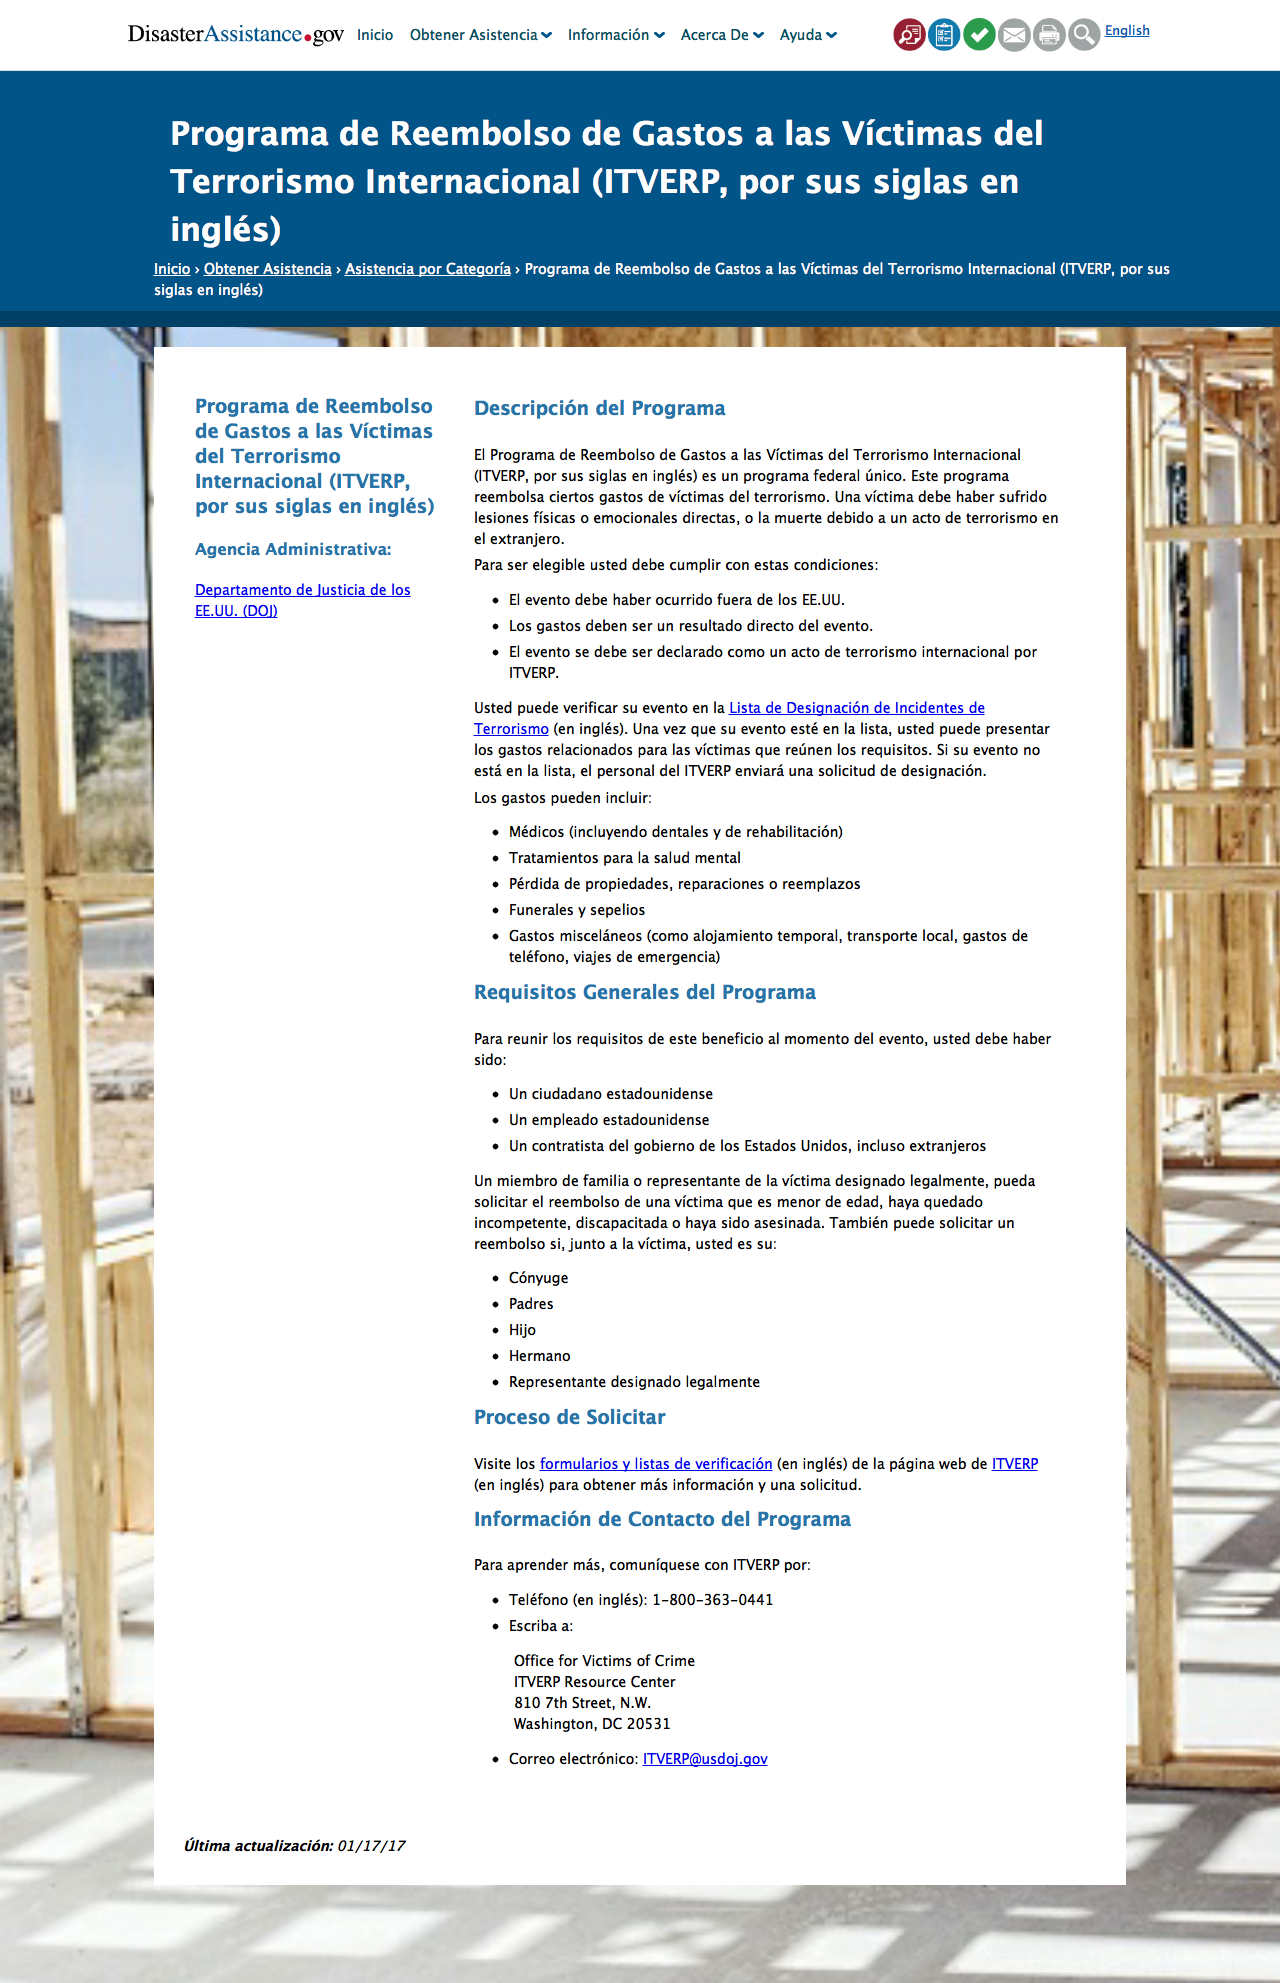 DisasterAssistance.gov Inicio Obtener Asistencia Información Acerca De Ayuda English
Programa de Reembolso de Gastos a las Víctimas del
Terrorismo Internacional (ITVERP, por sus siglas en
inglés)
Inicio › Obtener Asistencia › Asistencia por Categoría › Programa de Reembolso de Gastos a las Víctimas del Terrorismo Internacional (ITVERP, por sus
siglas en inglés)
Programa de Reembolso
de Gastos a las Víctimas
del Terrorismo
Internacional (ITVERP,
por sus siglas en inglés)
Agencia Administrativa:
Departamento de Justicia de los
EE.UU. (DOJ)
Descripción del Programa
El Programa de Reembolso de Gastos a las Víctimas del Terrorismo Internacional
(ITVERP, por sus siglas en inglés) es un programa federal único. Este programa
reembolsa ciertos gastos de víctimas del terrorismo. Una víctima debe haber sufrido
lesiones físicas o emocionales directas, o la muerte debido a un acto de terrorismo en
el extranjero.
Para ser elegible usted debe cumplir con estas condiciones:
• El evento debe haber ocurrido fuera de los EE.UU.
• Los gastos deben ser un resultado directo del evento.
• El evento se debe ser declarado como un acto de terrorismo internacional por
ITVERP.
Usted puede verificar su evento en la Lista de Designación de Incidentes de
Terrorismo (en inglés). Una vez que su evento esté en la lista, usted puede presentar
los gastos relacionados para las víctimas que reúnen los requisitos. Si su evento no
está en la lista, el personal del ITVERP enviará una solicitud de designación.
Los gastos pueden incluir:
• Médicos (incluyendo dentales y de rehabilitación)
• Tratamientos para la salud mental
• Pérdida de propiedades, reparaciones o reemplazos
• Funerales y sepelios
• Gastos misceláneos (como alojamiento temporal, transporte local, gastos de
teléfono, viajes de emergencia)
Requisitos Generales del Programa
Para reunir los requisitos de este beneficio al momento del evento, usted debe haber
sido:
• Un ciudadano estadounidense
• Un empleado estadounidense
• Un contratista del gobierno de los Estados Unidos, incluso extranjeros
Un miembro de familia o representante de la víctima designado legalmente, pueda
solicitar el reembolso de una víctima que es menor de edad, haya quedado
incompetente, discapacitada o haya sido asesinada. También puede solicitar un
reembolso si, junto a la víctima, usted es su:
• Cónyuge
• Padres
• Hijo
• Hermano
• Representante designado legalmente
Proceso de Solicitar
Visite los formularios y listas de verificación (en inglés) de la página web de ITVERP
(en inglés) para obtener más información y una solicitud.
Información de Contacto del Programa
Para aprender más, comuníquese con ITVERP por:
• Teléfono (en inglés): 1-800-363-0441
• Escriba a:
Office for Victims of Crime
ITVERP Resource Center
810 7th Street, N.W.
Washington, DC 20531
• Correo electrónico: ITVERP@usdoj.gov
Última actualización: 01/17/17